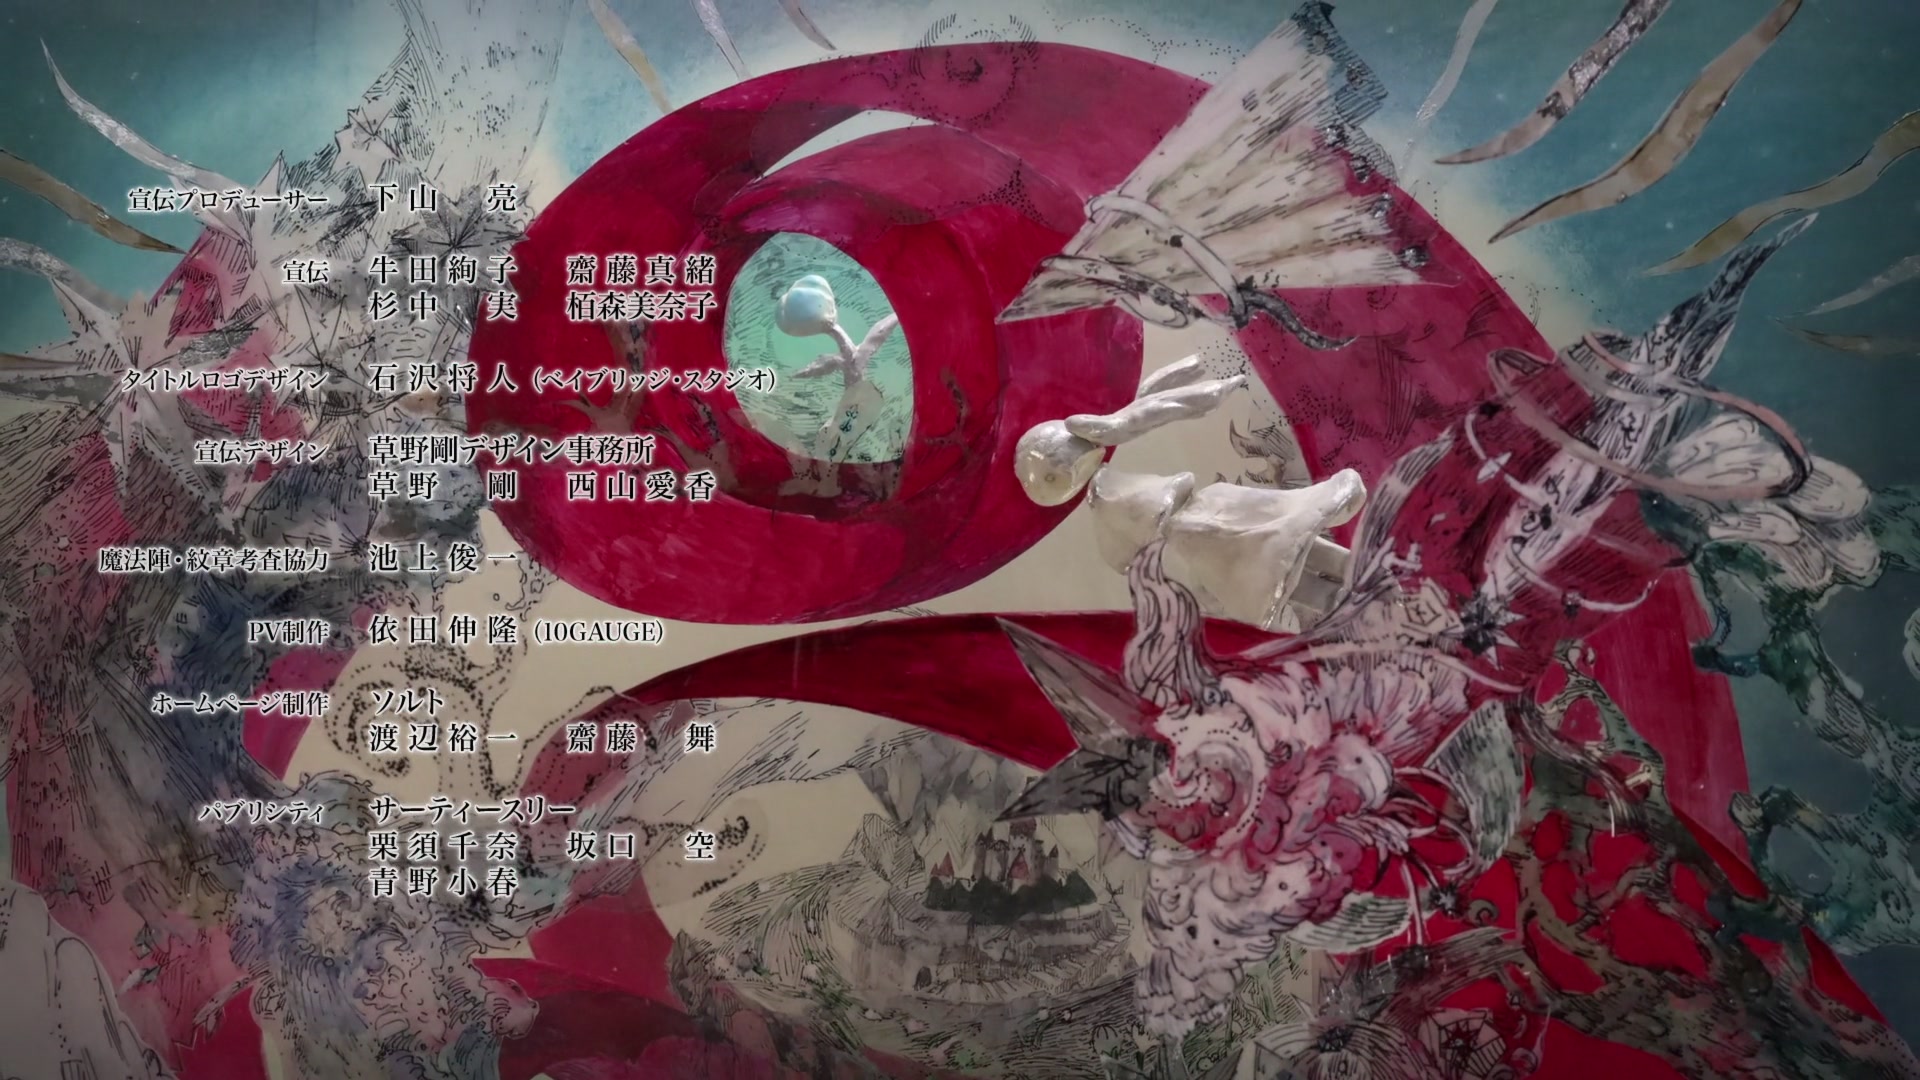 宣伝プロデューサー 下山 亮
宣伝 牛田絢子 齋藤真緒
杉中 実 栢森美奈子
タイトルロゴデザイン 石沢将人(ベイブリッジ・スタジオ)
宣伝デザイン 草野剛デザイン事務所
草野 剛 西山愛香
魔法陣・紋章考査協力 池上俊一
PV制作 依田伸隆(10GAUGE)
ホームページ制作 ソルト
渡辺裕一 齋藤 舞
パブリシティ サーティースリー
栗須千奈 坂口 空
青野小春